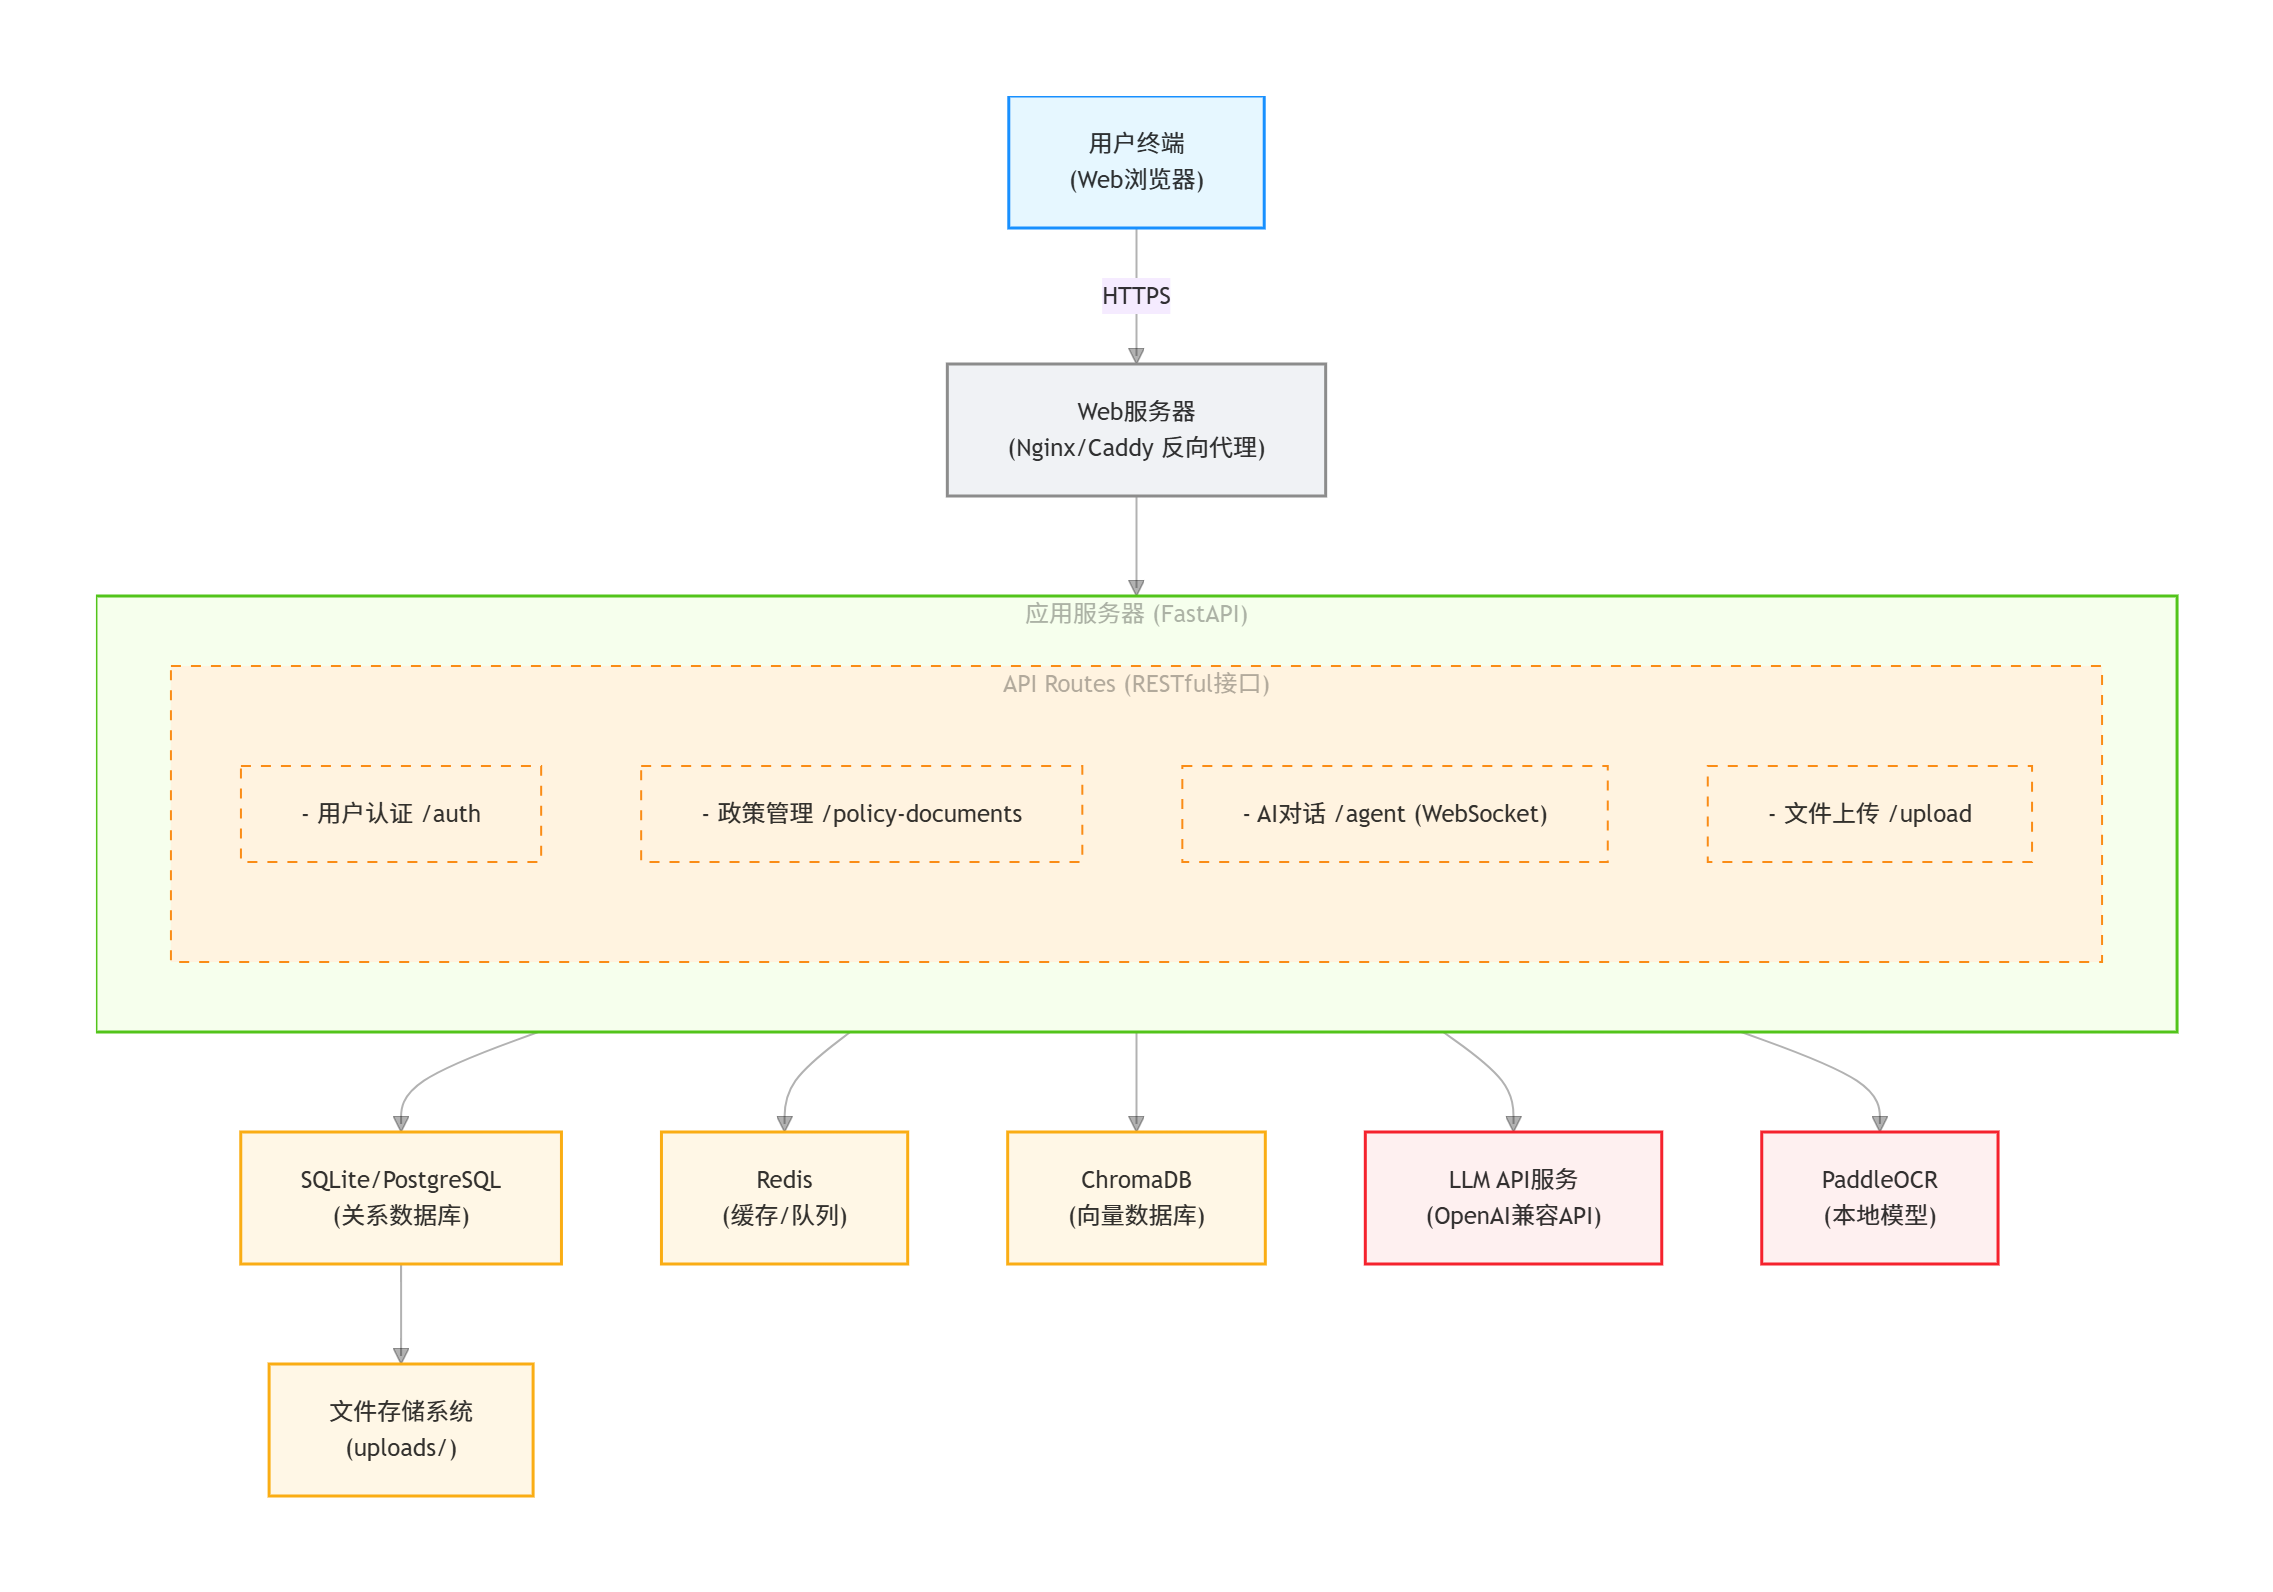 用户终端
(Web浏览器)
HTTPS
Web服务器
(Nginx/Caddy 反向代理)
应用服务器 (FastAPI)
API Routes (RESTful接口)
- 用户认证 /auth
- 政策管理 /policy-documents
- AI对话 /agent (WebSocket)
- 文件上传 /upload
SQLite/PostgreSQL
(关系数据库)
Redis
(缓存/队列)
ChromaDB
(向量数据库)
LLM API服务
(OpenAI兼容API)
PaddleOCR
(本地模型)
文件存储系统
(uploads/)